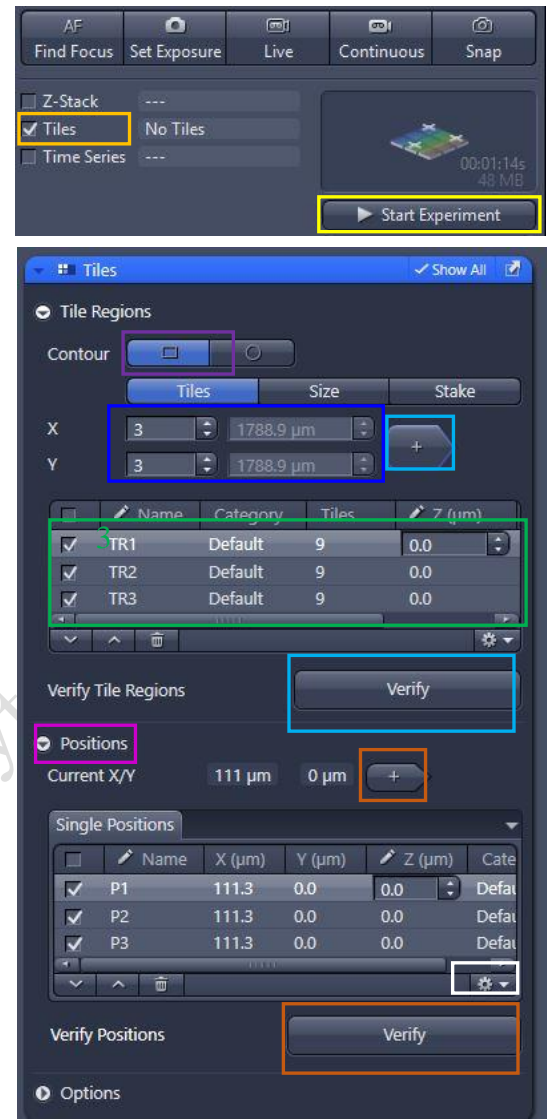 AF
Find Focus Set Exposure Live Continuous Snap
Z-Stack ---
Tiles No Tiles
Time Series ---
00:01:14s
48 MB
Start Experiment
Tiles Show All
Tile Regions
Contour
Tiles Size Stake
X 3 1788.9 µm
+
Y 3 1788.9 µm
Name Category Tiles Z (µm)
3
TR1 Default 9 0.0
TR2 Default 9 0.0
TR3 Default 9 0.0
Verify Tile Regions Verify
Positions
Current X/Y 111 µm 0 µm +
Single Positions
Name X (µm) Y (µm) Z (µm) Cate
P1 111.3 0.0 0.0 Defau
P2 111.3 0.0 0.0 Defau
P3 111.3 0.0 0.0 Defau
Verify Positions Verify
Options